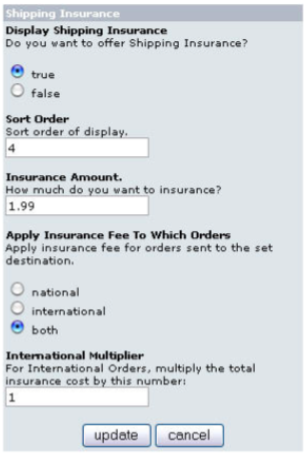 Shipping Insurance
Display Shipping Insurance
Do you want to offer Shipping Insurance?
true
false
Sort Order
Sort order of display.
4
Insurance Amount.
How much do you want to insurance?
1.99
Apply Insurance Fee To Which Orders
Apply insurance fee for orders sent to the set
destination.
national
international
both
International Multiplier
For International Orders, multiply the total
insurance cost by this number:
1
update cancel